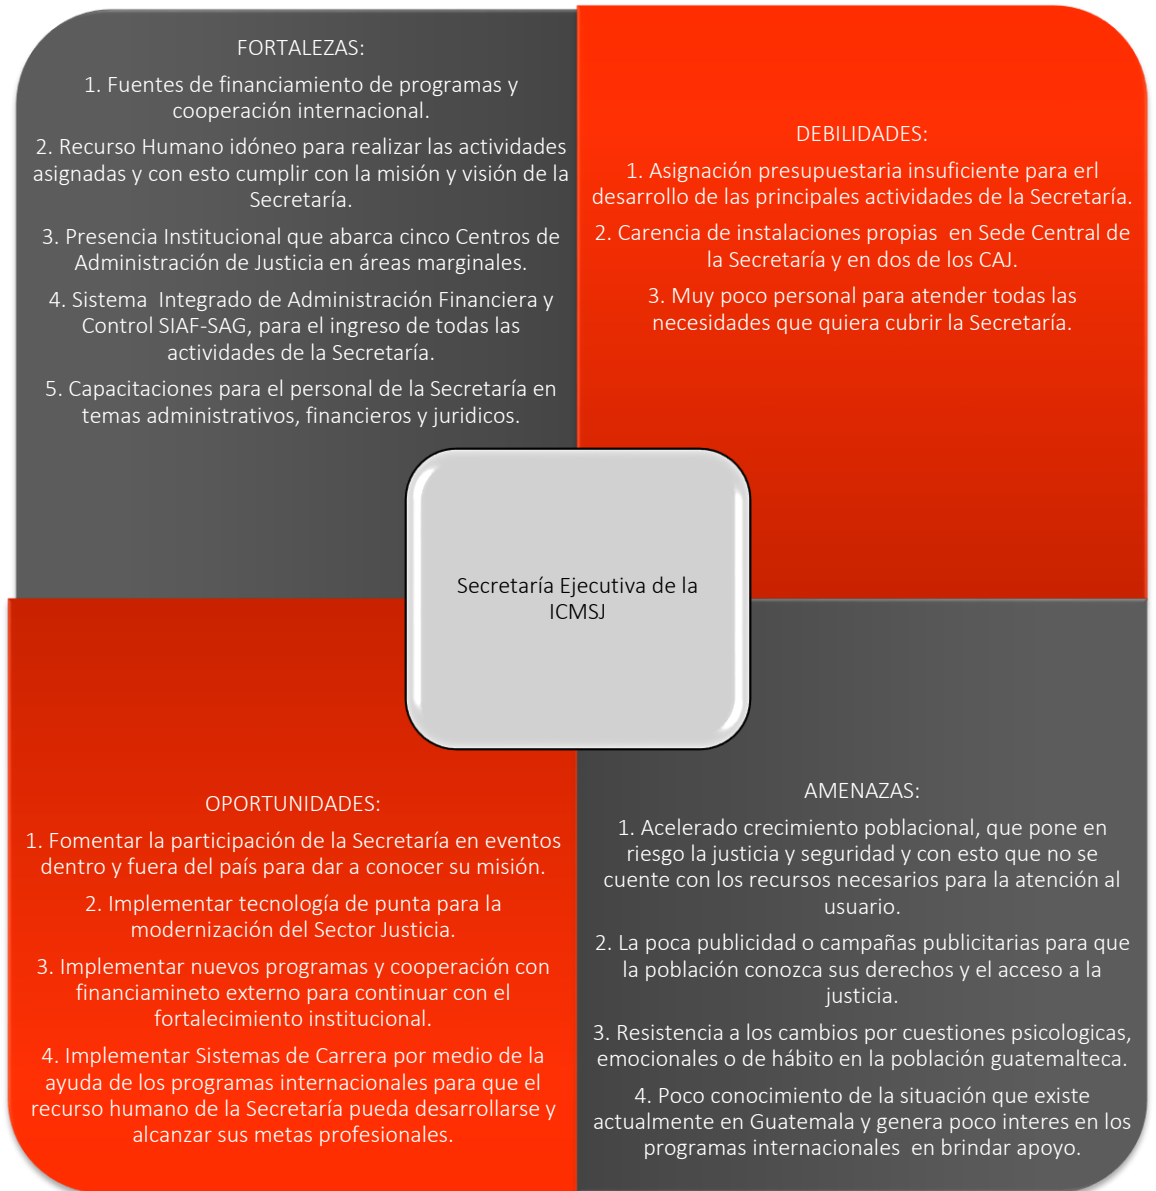 FORTALEZAS:
1. Fuentes de financiamiento de programas y
cooperación internacional.
2. Recurso Humano idóneo para realizar las actividades
asignadas y con esto cumplir con la misión y visión de la
Secretaría.
3. Presencia Institucional que abarca cinco Centros de
Administración de Justicia en áreas marginales.
4. Sistema Integrado de Administración Financiera y
Control SIAF-SAG, para el ingreso de todas las
actividades de la Secretaría.
5. Capacitaciones para el personal de la Secretaría en
temas administrativos, financieros y juridicos.
DEBILIDADES:
1. Asignación presupuestaria insuficiente para erl
desarrollo de las principales actividades de la Secretaría.
2. Carencia de instalaciones propias en Sede Central de
la Secretaría y en dos de los CAJ.
3. Muy poco personal para atender todas las
necesidades que quiera cubrir la Secretaría.
Secretaría Ejecutiva de la
ICMSJ
OPORTUNIDADES:
1. Fomentar la participación de la Secretaría en eventos
dentro y fuera del país para dar a conocer su misión.
2. Implementar tecnología de punta para la
modernización del Sector Justicia.
3. Implementar nuevos programas y cooperación con
financiamineto externo para continuar con el
fortalecimiento institucional.
4. Implementar Sistemas de Carrera por medio de la
ayuda de los programas internacionales para que el
recurso humano de la Secretaría pueda desarrollarse y
alcanzar sus metas profesionales.
AMENAZAS:
1. Acelerado crecimiento poblacional, que pone en
riesgo la justicia y seguridad y con esto que no se
cuente con los recursos necesarios para la atención al
usuario.
2. La poca publicidad o campañas publicitarias para que
la población conozca sus derechos y el acceso a la
justicia.
3. Resistencia a los cambios por cuestiones psicologicas,
emocionales o de hábito en la población guatemalteca.
4. Poco conocimiento de la situación que existe
actualmente en Guatemala y genera poco interes en los
programas internacionales en brindar apoyo.